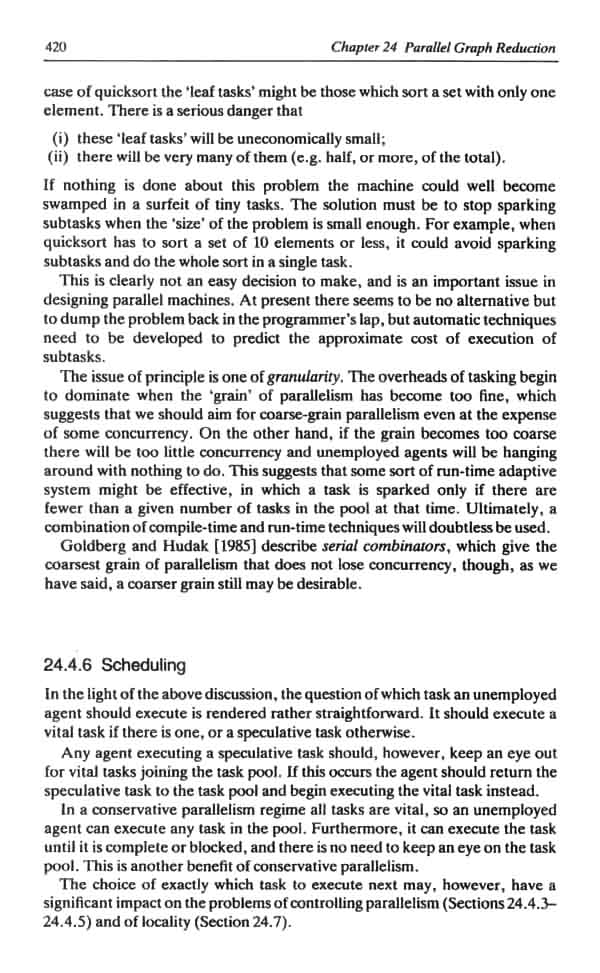 420
Chapter 24 Parallel Graph Reduction
case of quicksort the ‘leaf tasks’ might be those which sort a set with only one
element. There is a serious danger that
(i) these ‘leaf tasks’ will be uneconomically small;
(ii) there will be very many of them (e.g. half, or more, of the total).
If nothing is done about this problem the machine could well become
swamped in a surfeit of tiny tasks. The solution must be to stop sparking
subtasks when the ‘size’ of the problem is small enough. For example, when
quicksort has to sort a set of 10 elements or less, it could avoid sparking
subtasks and do the whole sort in a single task.
This is clearly not an easy decision to make, and is an important issue in
designing parallel machines. At present there seems to be no alternative but
to dump the problem back in the programmer’s lap, but automatic techniques
need to be developed to predict the approximate cost of execution of
subtasks.
The issue of principle is one of granularity. The overheads of tasking begin
to dominate when the ‘grain’ of parallelism has become too fine, which
suggests that we should aim for coarse-grain parallelism even at the expense
of some concurrency. On the other hand, if the grain becomes too coarse
there will be too little concurrency and unemployed agents will be hanging
around with nothing to do. This suggests that some sort of run-time adaptive
system might be effective, in which a task is sparked only if there are
fewer than a given number of tasks in the pool at that time. Ultimately, a
combination of compile-time and run-time techniques will doubtless be used.
Goldberg and Hudak [1985] describe serial combinators, which give the
coarsest grain of parallelism that does not lose concurrency, though, as we
have said, a coarser grain still may be desirable.
24.4.6 Scheduling
In the light of the above discussion, the question of which task an unemployed
agent should execute is rendered rather straightforward. It should execute a
vital task if there is one, or a speculative task otherwise.
Any agent executing a speculative task should, however, keep an eye out
for vital tasks joining the task pool. If this occurs the agent should return the
speculative task to the task pool and begin executing the vital task instead.
In a conservative parallelism regime all tasks are vital, so an unemployed
agent can execute any task in the pool. Furthermore, it can execute the task
until it is complete or blocked, and there is no need to keep an eye on the task
pool. This is another benefit of conservative parallelism.
The choice of exactly which task to execute next may, however, have a
significant impact on the problems of controlling parallelism (Sections 24.4.3–
24.4.5) and of locality (Section 24.7).